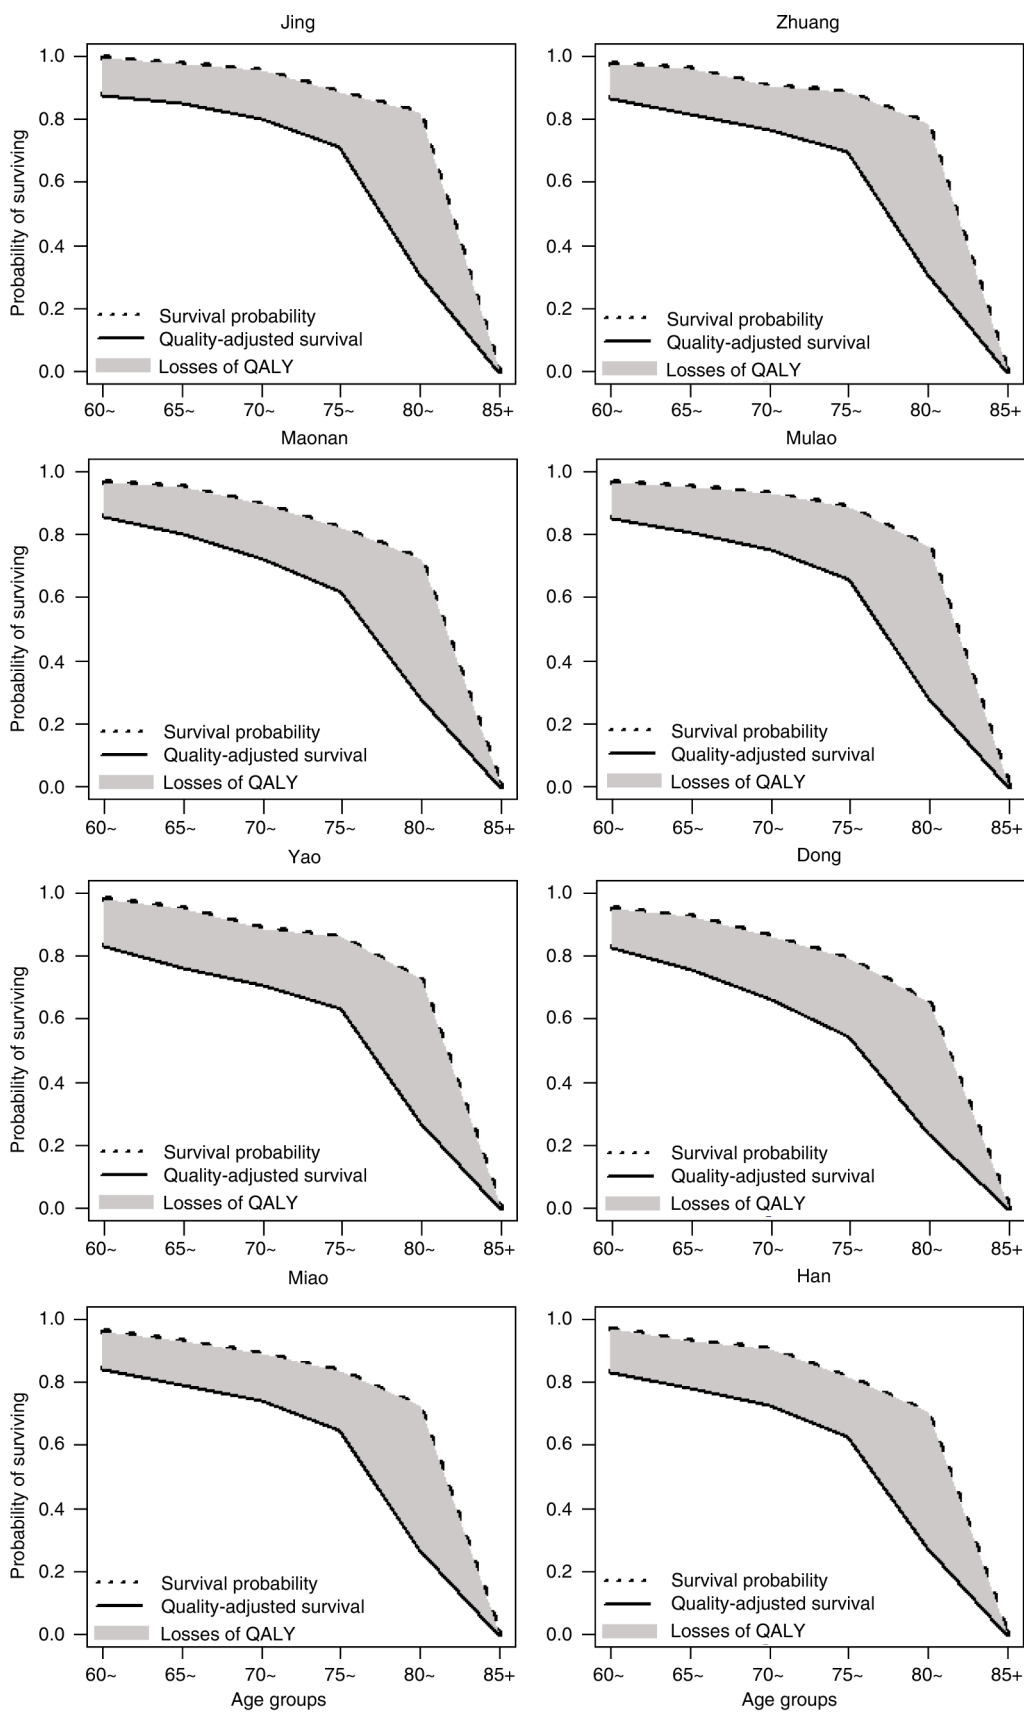 Jing
Zhuang
1.0
0.8
0.6
0.4
0.2
0.0
Probability of surviving
Survival probability
Quality-adjusted survival
Losses of QALY
60~ 65~ 70~ 75~ 80~ 85+
1.0
0.8
0.6
0.4
0.2
0.0
Survival probability
Quality-adjusted survival
Losses of QALY
60~ 65~ 70~ 75~ 80~ 85+
Maonan
Mulao
1.0
0.8
0.6
0.4
0.2
0.0
Probability of surviving
Survival probability
Quality-adjusted survival
Losses of QALY
60~ 65~ 70~ 75~ 80~ 85+
1.0
0.8
0.6
0.4
0.2
0.0
Survival probability
Quality-adjusted survival
Losses of QALY
60~ 65~ 70~ 75~ 80~ 85+
Yao
Dong
1.0
0.8
0.6
0.4
0.2
0.0
Probability of surviving
Survival probability
Quality-adjusted survival
Losses of QALY
60~ 65~ 70~ 75~ 80~ 85+
1.0
0.8
0.6
0.4
0.2
0.0
Survival probability
Quality-adjusted survival
Losses of QALY
60~ 65~ 70~ 75~ 80~ 85+
Miao
Han
1.0
0.8
0.6
0.4
0.2
0.0
Probability of surviving
Survival probability
Quality-adjusted survival
Losses of QALY
60~ 65~ 70~ 75~ 80~ 85+
Age groups
1.0
0.8
0.6
0.4
0.2
0.0
Survival probability
Quality-adjusted survival
Losses of QALY
60~ 65~ 70~ 75~ 80~ 85+
Age groups